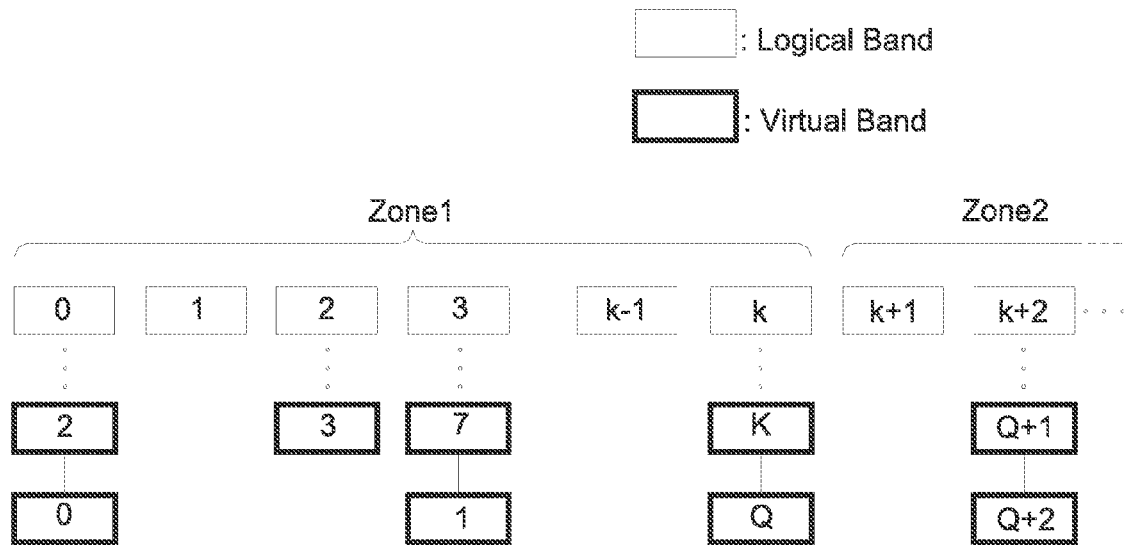 : Logical Band
: Virtual Band
Zone1 Zone2
0 1 2 3 k-1 k k+1 k+2
2 3 7 K Q+1
0 1 Q Q+2